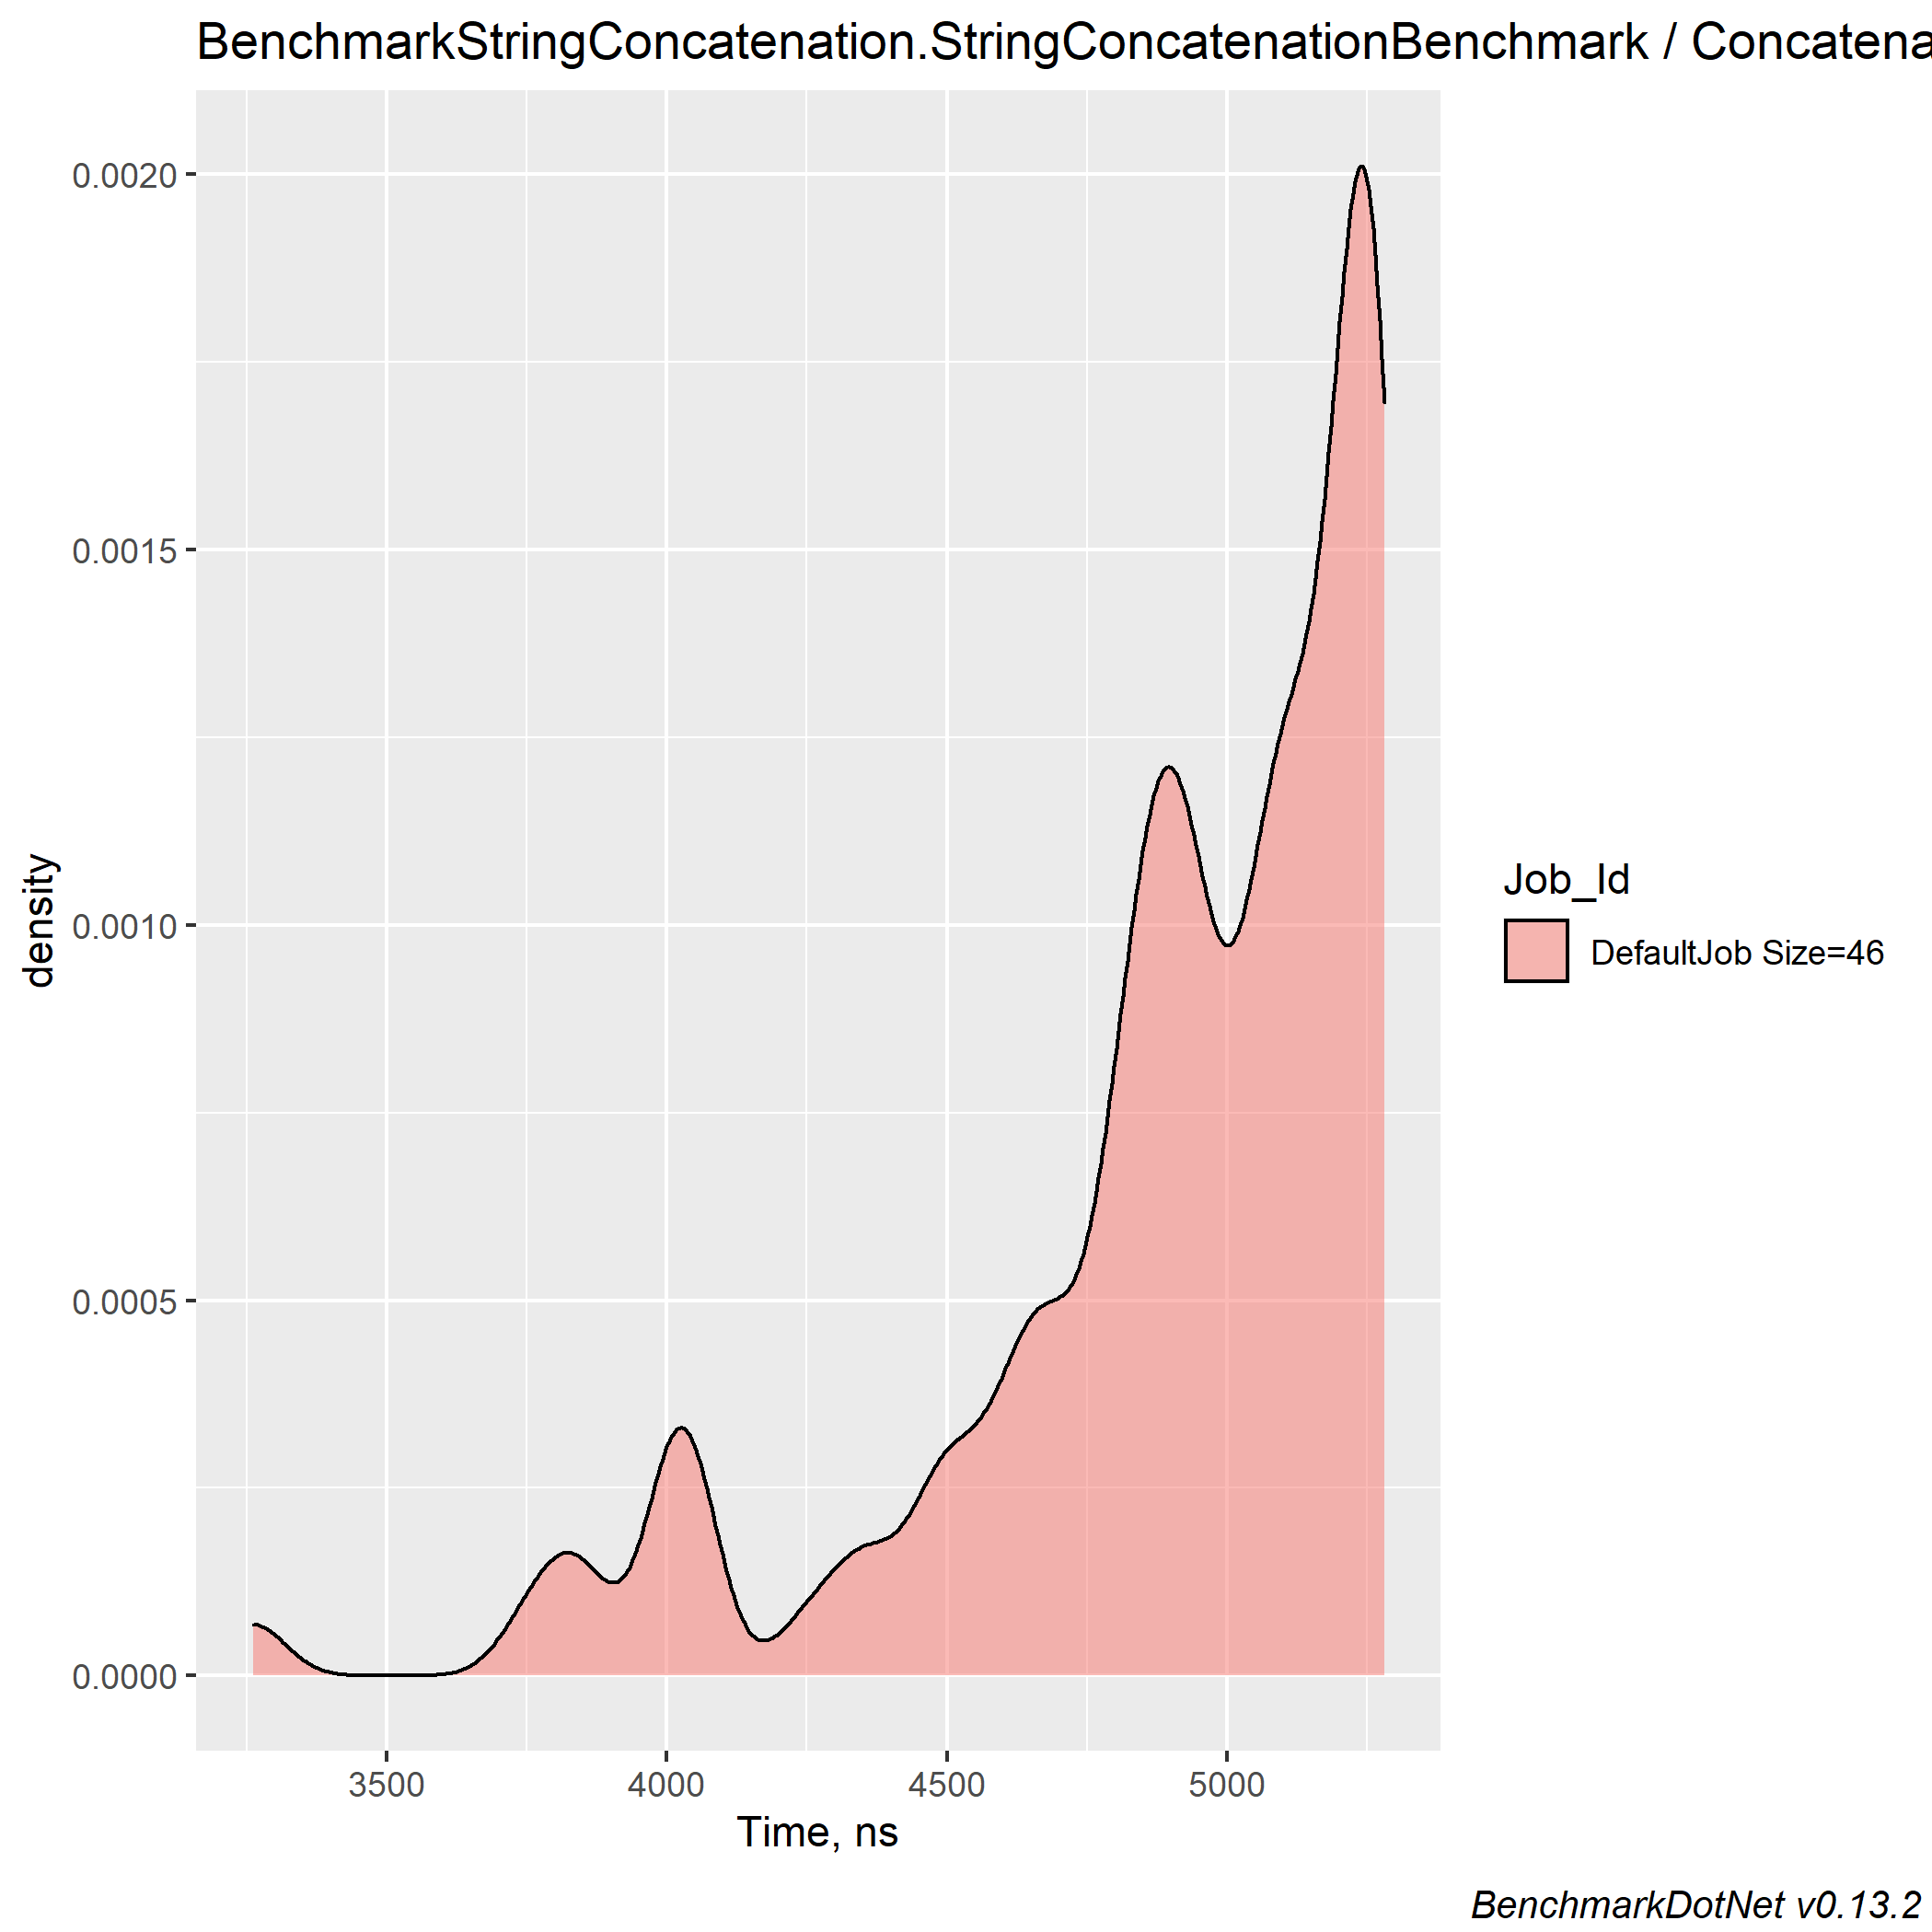 BenchmarkStringConcatenation.StringConcatenationBenchmark / Concatena
0.0020
0.0015
0.0010
0.0005
0.0000
density
3500 4000 4500 5000
Time, ns
Job_Id
DefaultJob Size=46
BenchmarkDotNet v0.13.2